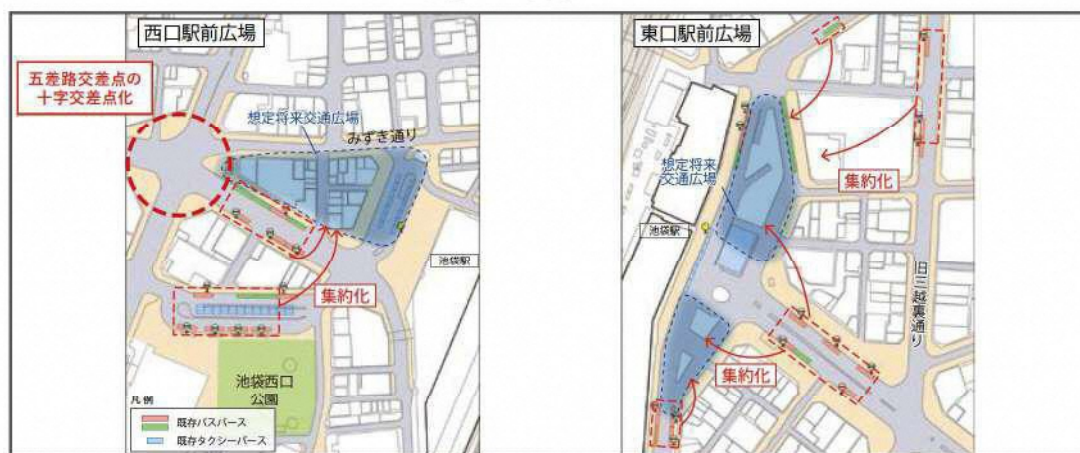 西口駅前広場
五差路交差点の
十字交差点化
想定将来交通広場
みずき通り
池袋駅
集約化
池袋西口
公園
凡例
既存バスバース
既存タクシーバース
東口駅前広場
想定将来
交通広場
集約化
池袋駅
旧三越裏通り
集約化